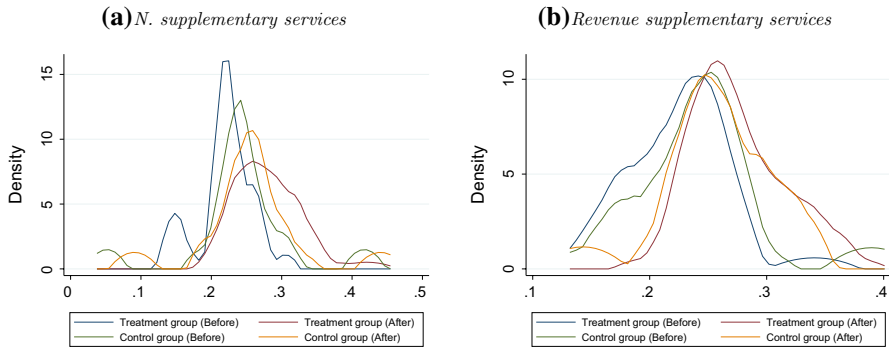 (a) N. supplementary services
Density
15
10
5
0
0 .1 .2 .3 .4 .5
Treatment group (Before) Treatment group (After)
Control group (Before) Control group (After)
(b) Revenue supplementary services
Density
10
5
0
.1 .2 .3 .4
Treatment group (Before) Treatment group (After)
Control group (Before) Control group (After)